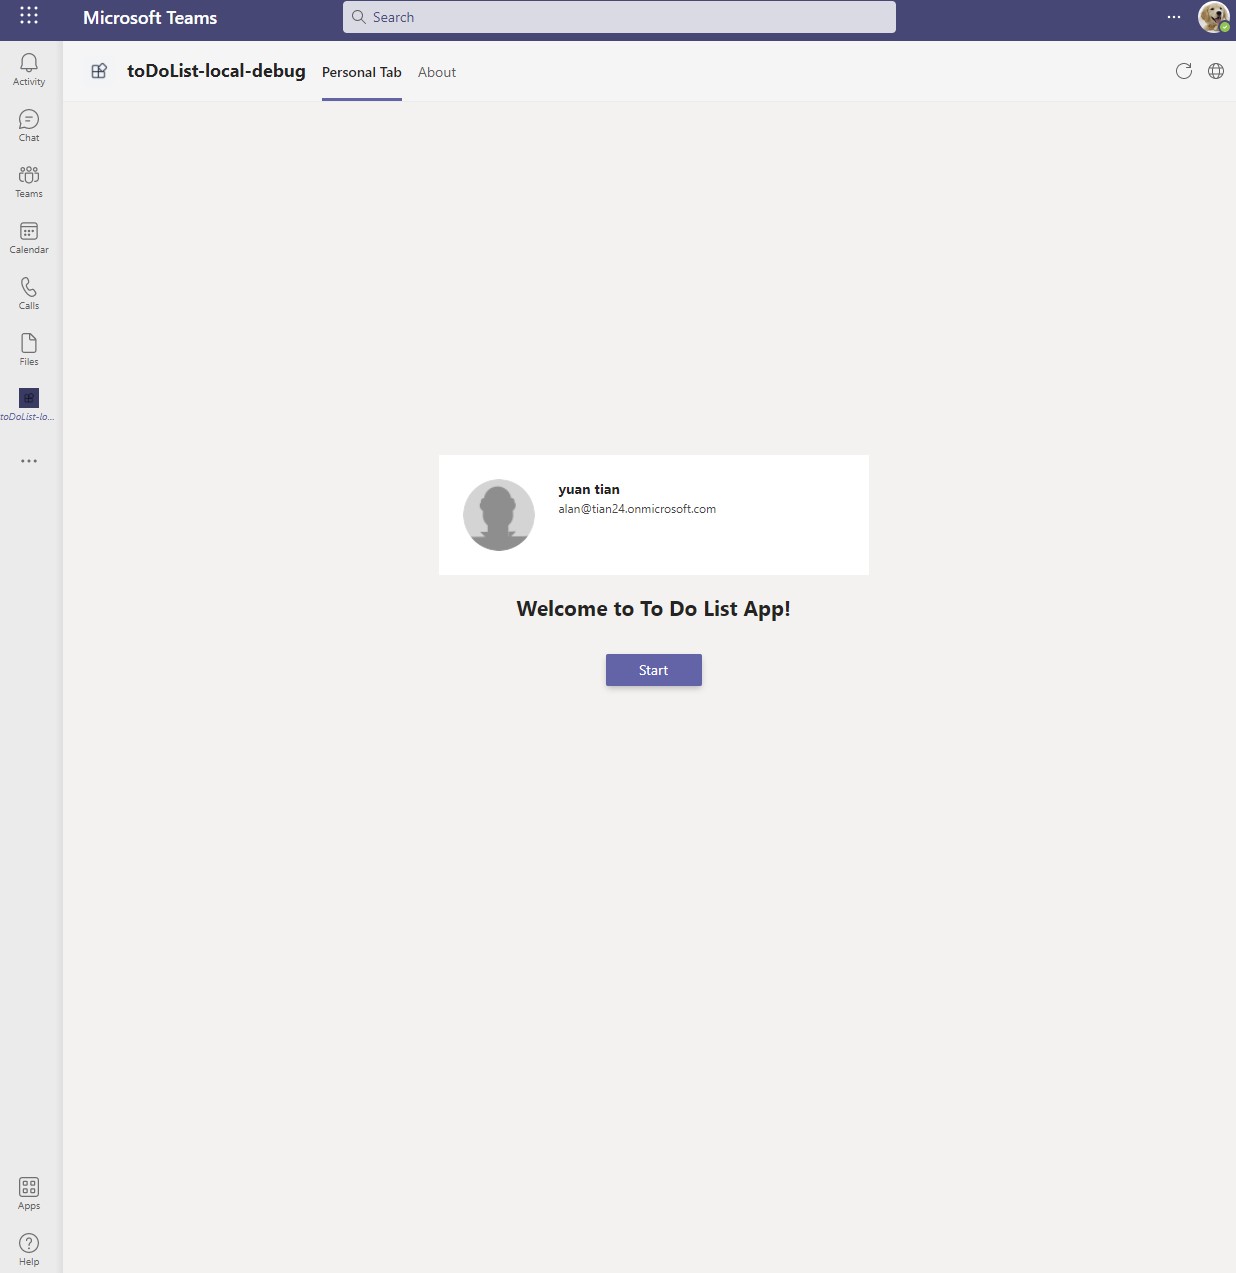 Microsoft Teams
Search
Activity
Chat
Teams
Calendar
Calls
Files
toDoList-lo...
Apps
Help
toDoList-local-debug
Personal Tab
About
yuan tian
alan@tian24.onmicrosoft.com
Welcome to To Do List App!
Start